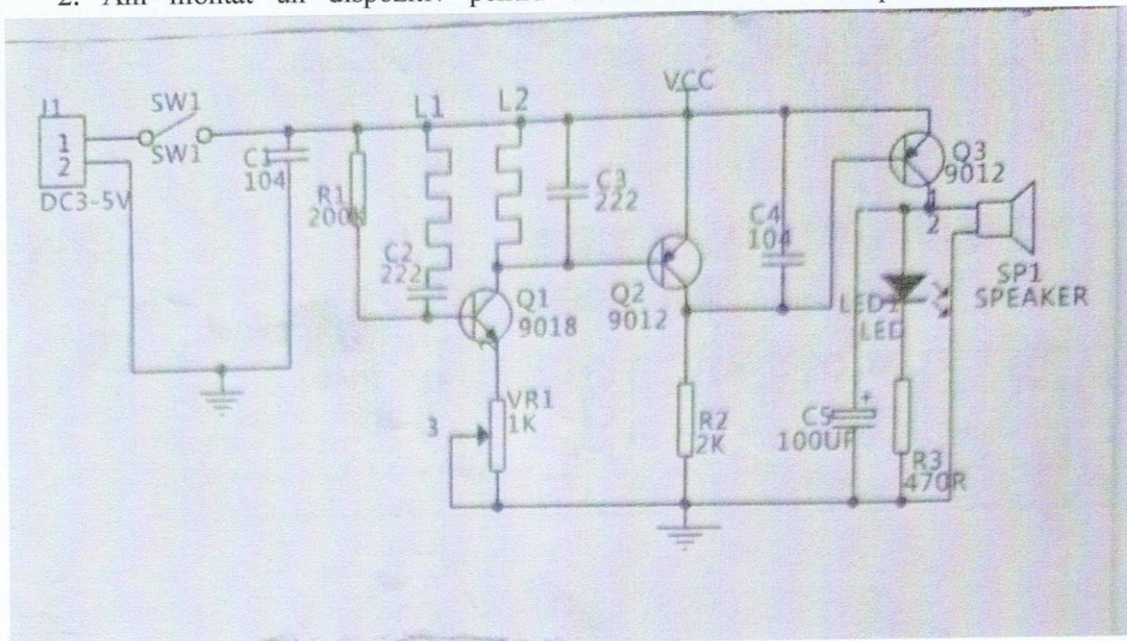 2. Am montat un dispozitiv pentru
VCC
J1
SW1
L1
L2
1
2
SW1
C1
104
Q3
9012
DC3-5V
R1
200K
C3
222
C4
104
1
2
C2
222
SP1
SPEAKER
Q1
9018
Q2
9012
LED1
LED
VR1
1K
3
R2
2K
C5
+
100UF
R3
470R